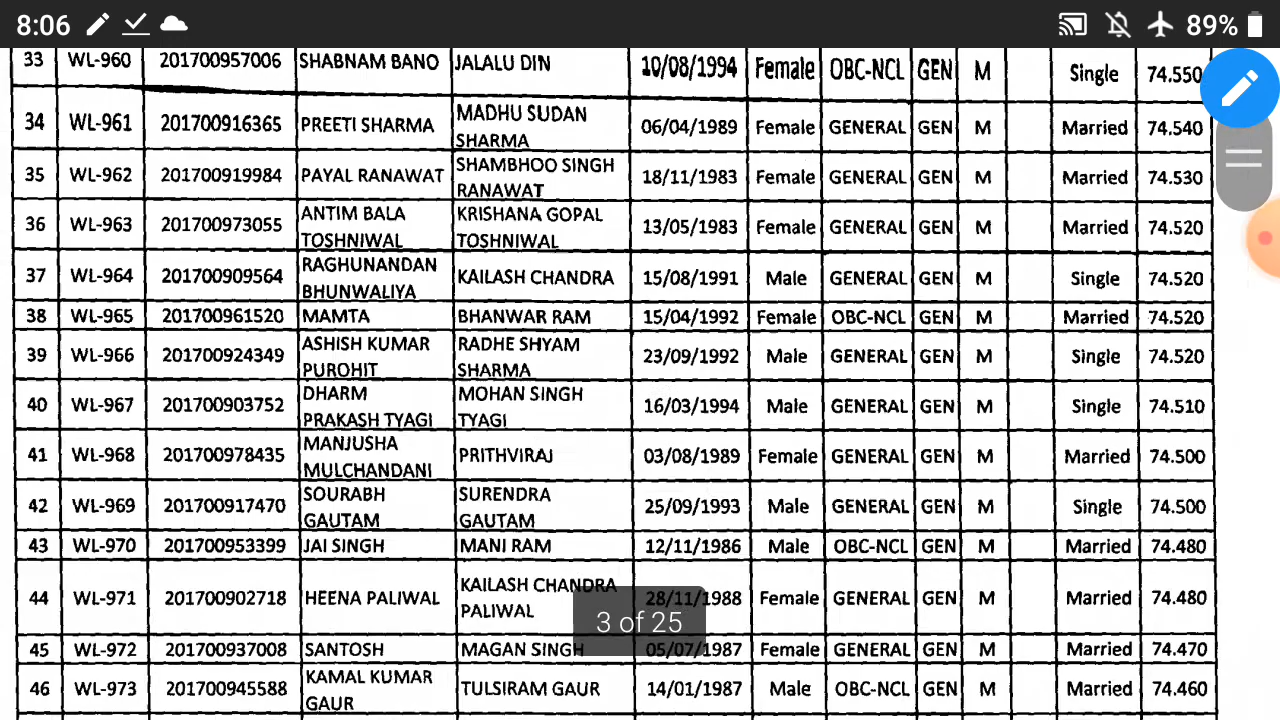 8:06 89%
33 WL-960 201700957006 SHABNAM BANO JALALU DIN 10/08/1994 Female OBC-NCL GEN M Single 74.550
34 WL-961 201700916365 PREETI SHARMA MADHU SUDAN SHARMA 06/04/1989 Female GENERAL GEN M Married 74.540
35 WL-962 201700919984 PAYAL RANAWAT SHAMBHOO SINGH RANAWAT 18/11/1983 Female GENERAL GEN M Married 74.530
36 WL-963 201700973055 ANTIM BALA TOSHNIWAL KRISHANA GOPAL TOSHNIWAL 13/05/1983 Female GENERAL GEN M Married 74.520
37 WL-964 201700909564 RAGHUNANDAN BHUNWALIYA KAILASH CHANDRA 15/08/1991 Male GENERAL GEN M Single 74.520
38 WL-965 201700961520 MAMTA BHANWAR RAM 15/04/1992 Female OBC-NCL GEN M Married 74.520
39 WL-966 201700924349 ASHISH KUMAR PUROHIT RADHE SHYAM SHARMA 23/09/1992 Male GENERAL GEN M Single 74.520
40 WL-967 201700903752 DHARM PRAKASH TYAGI MOHAN SINGH TYAGI 16/03/1994 Male GENERAL GEN M Single 74.510
41 WL-968 201700978435 MANJUSHA MULCHANDANI PRITHVIRAJ 03/08/1989 Female GENERAL GEN M Married 74.500
42 WL-969 201700917470 SOURABH GAUTAM SURENDRA GAUTAM 25/09/1993 Male GENERAL GEN M Single 74.500
43 WL-970 201700953399 JAI SINGH MANI RAM 12/11/1986 Male OBC-NCL GEN M Married 74.480
44 WL-971 201700902718 HEENA PALIWAL KAILASH CHANDRA PALIWAL 28/11/1988 Female GENERAL GEN M Married 74.480
3 of 25
45 WL-972 201700937008 SANTOSH MAGAN SINGH 05/07/1987 Female GENERAL GEN M Married 74.470
46 WL-973 201700945588 KAMAL KUMAR GAUR TULSIRAM GAUR 14/01/1987 Male OBC-NCL GEN M Married 74.460